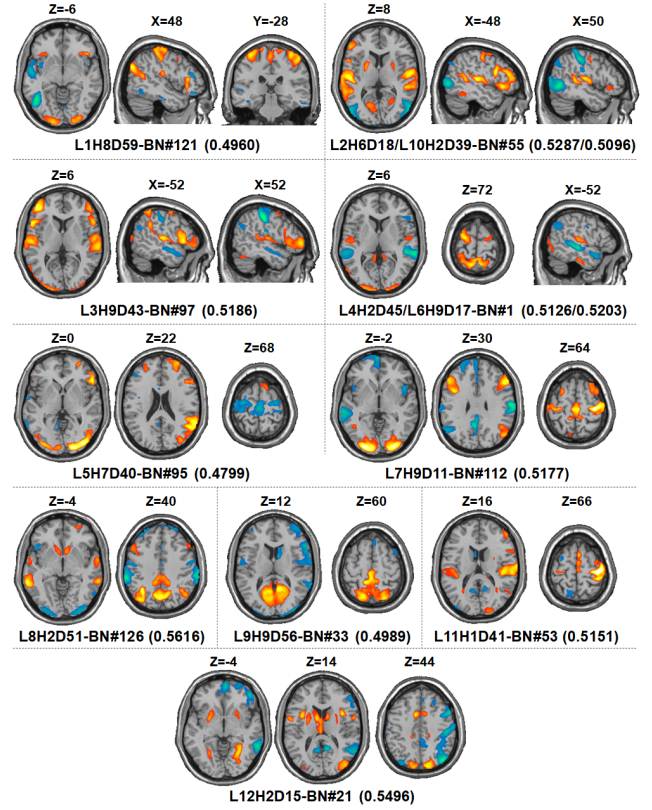 Z=-6 X=48 Y=-28 Z=8 X=-48 X=50
L1H8D59-BN#121 (0.4960) L2H6D18/L10H2D39-BN#55 (0.5287/0.5096)
Z=6 X=-52 X=52 Z=6 Z=72 X=-52
L3H9D43-BN#97 (0.5186) L4H2D45/L6H9D17-BN#1 (0.5126/0.5203)
Z=0 Z=22 Z=68 Z=-2 Z=30 Z=64
L5H7D40-BN#95 (0.4799) L7H9D11-BN#112 (0.5177)
Z=-4 Z=40 Z=12 Z=60 Z=16 Z=66
L8H2D51-BN#126 (0.5616) L9H9D56-BN#33 (0.4989) L11H1D41-BN#53 (0.5151)
Z=-4 Z=14 Z=44
L12H2D15-BN#21 (0.5496)